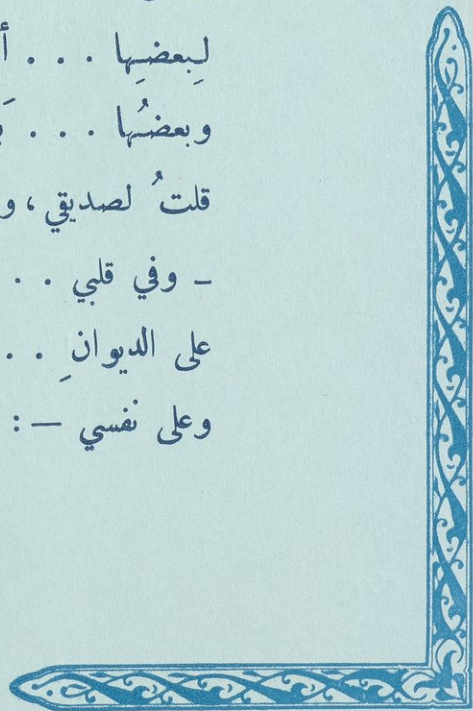 لِبعضِها . . .
وبعضُها . . .
قلتُ لصديقي ،
ـ وفي قلبي . .
على الديوانِ . .
وعلى نفسي ـ :